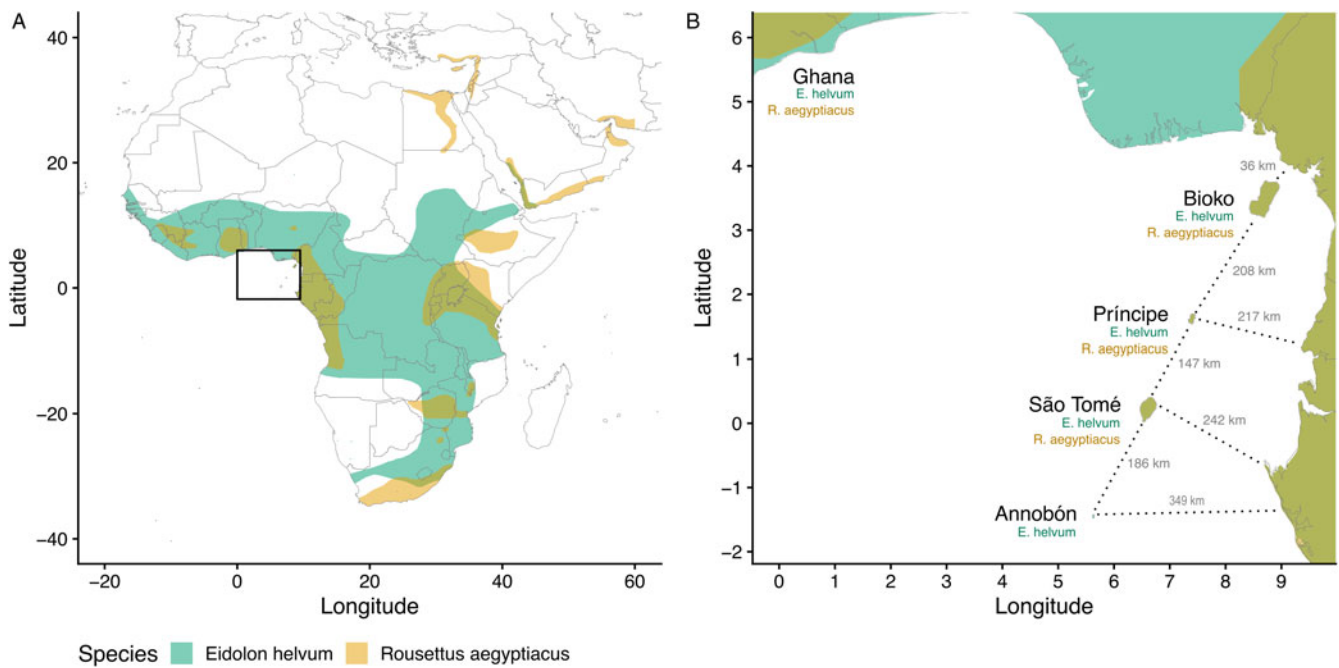 A
40
20
0
−20
−40
Latitude
−20
0
20
40
60
Longitude
Species
Eidolon helvum
Rousettus aegyptiacus
B
6
5
4
3
2
1
0
−1
−2
Latitude
Ghana
E. helvum
R. aegyptiacus
36 km
Bioko
E. helvum
R. aegyptiacus
208 km
Príncipe
E. helvum
R. aegyptiacus
217 km
147 km
São Tomé
E. helvum
R. aegyptiacus
242 km
186 km
Annobón
E. helvum
349 km
0
1
2
3
4
5
6
7
8
9
Longitude